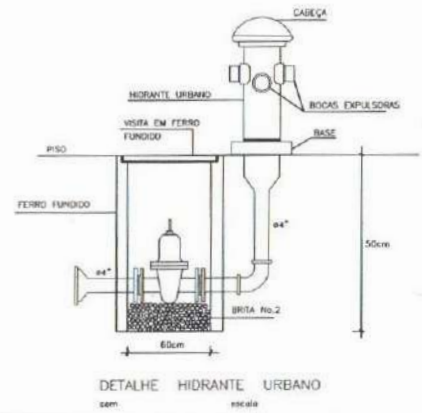 CABEÇA
HIDRANTE URBANO
BOCAS EXPULSORAS
VISITA EM FERRO
FUNDIDO
BASE
PISO
FERRO FUNDIDO
ø4"
ø4"
50cm
BRITA No.2
60cm
DETALHE HIDRANTE URBANO
sem escala